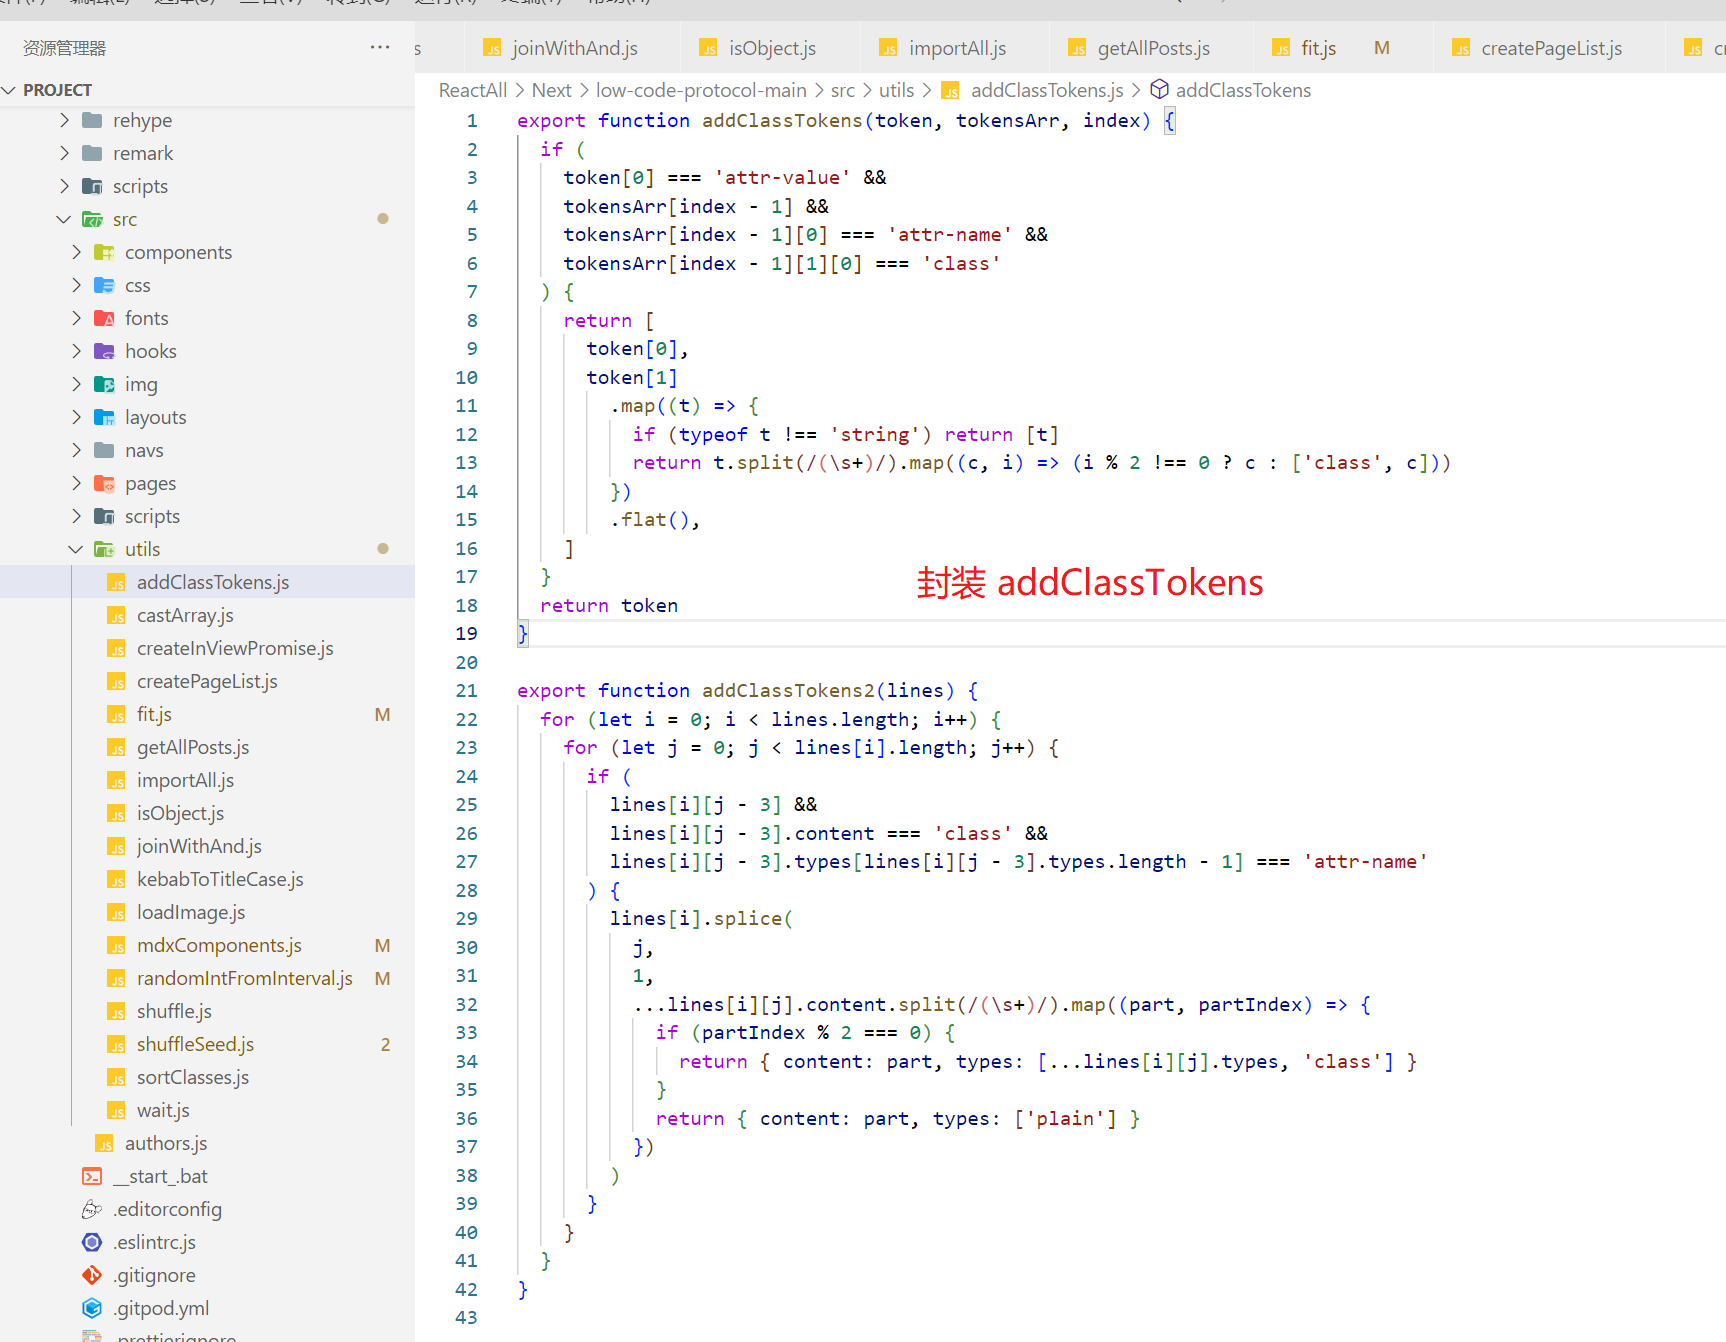 资源管理器
···
PROJECT
rehype
remark
scripts
src
components
css
fonts
hooks
img
layouts
navs
pages
scripts
utils
addClassTokens.js
castArray.js
createInViewPromise.js
createPageList.js
fit.js M
getAllPosts.js
importAll.js
isObject.js
joinWithAnd.js
kebabToTitleCase.js
loadImage.js
mdxComponents.js M
randomIntFromInterval.js M
shuffle.js
shuffleSeed.js 2
sortClasses.js
wait.js
authors.js
__start_.bat
.editorconfig
.eslintrc.js
.gitignore
.gitpod.yml
.prettierignore
s joinWithAnd.js isObject.js importAll.js getAllPosts.js fit.js M createPageList.js
ReactAll > Next > low-code-protocol-main > src > utils > addClassTokens.js > addClassTokens
1 export function addClassTokens(token, tokensArr, index) {
2 if (
3 token[0] === 'attr-value' &&
4 tokensArr[index - 1] &&
5 tokensArr[index - 1][0] === 'attr-name' &&
6 tokensArr[index - 1][1][0] === 'class'
7 ) {
8 return [
9 token[0],
10 token[1]
11 .map((t) => {
12 if (typeof t !== 'string') return [t]
13 return t.split(/(\s+)/).map((c, i) => (i % 2 !== 0 ? c : ['class', c]))
14 })
15 .flat(),
16 ]
17 }
封装 addClassTokens
18 return token
19 }
20
21 export function addClassTokens2(lines) {
22 for (let i = 0; i < lines.length; i++) {
23 for (let j = 0; j < lines[i].length; j++) {
24 if (
25 lines[i][j - 3] &&
26 lines[i][j - 3].content === 'class' &&
27 lines[i][j - 3].types[lines[i][j - 3].types.length - 1] === 'attr-name'
28 ) {
29 lines[i].splice(
30 j,
31 1,
32 ...lines[i][j].content.split(/(\s+)/).map((part, partIndex) => {
33 if (partIndex % 2 === 0) {
34 return { content: part, types: [...lines[i][j].types, 'class'] }
35 }
36 return { content: part, types: ['plain'] }
37 })
38 )
39 }
40 }
41 }
42 }
43